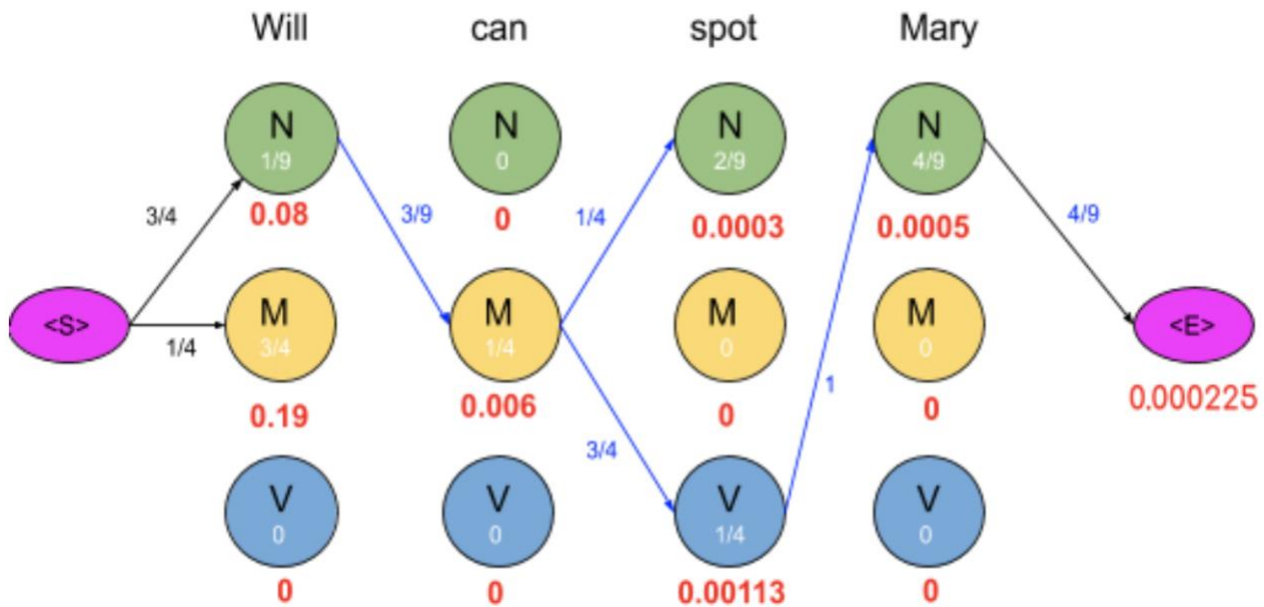 Will can spot Mary
N N N N
1/9 0 2/9 4/9
3/4 3/9 1/4 4/9
0.08 0 0.0003 0.0005
M M M M
<S> <E>
3/4 1/4 0 0
1/4 1
0.19 0.006 0 0 0.000225
3/4
V V V V
0 0 1/4 0
0 0 0.00113 0